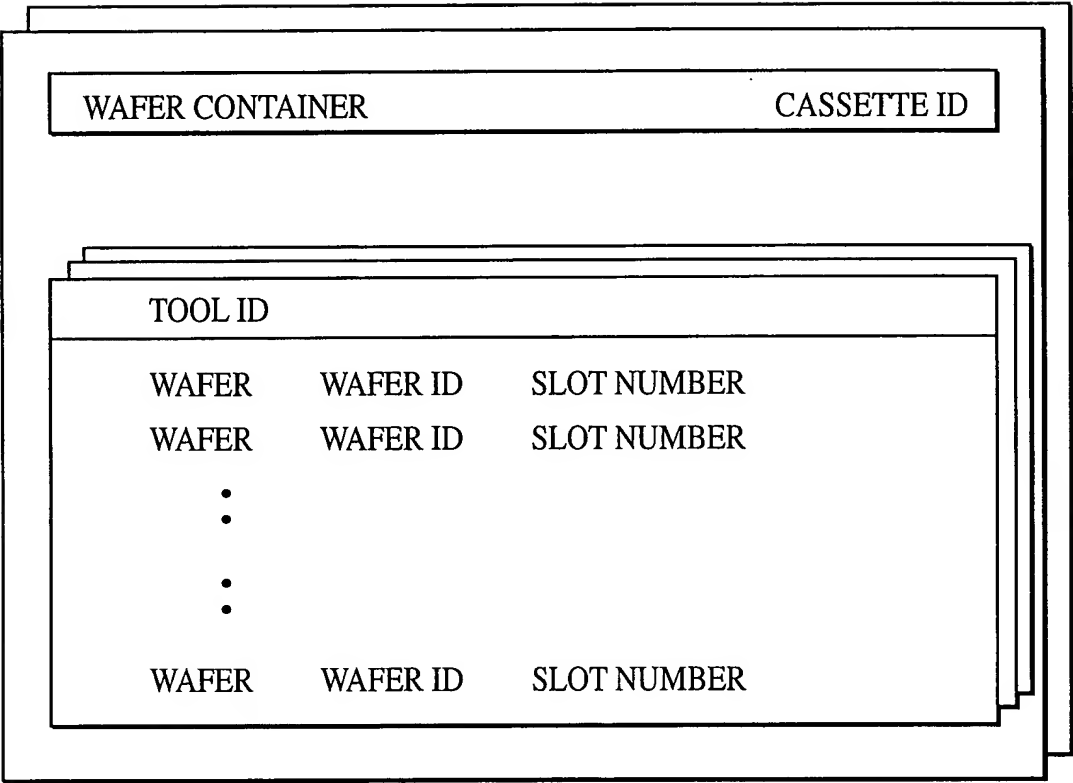 WAFER CONTAINER CASSETTE ID
TOOL ID
WAFER WAFER ID SLOT NUMBER
WAFER WAFER ID SLOT NUMBER
WAFER WAFER ID SLOT NUMBER